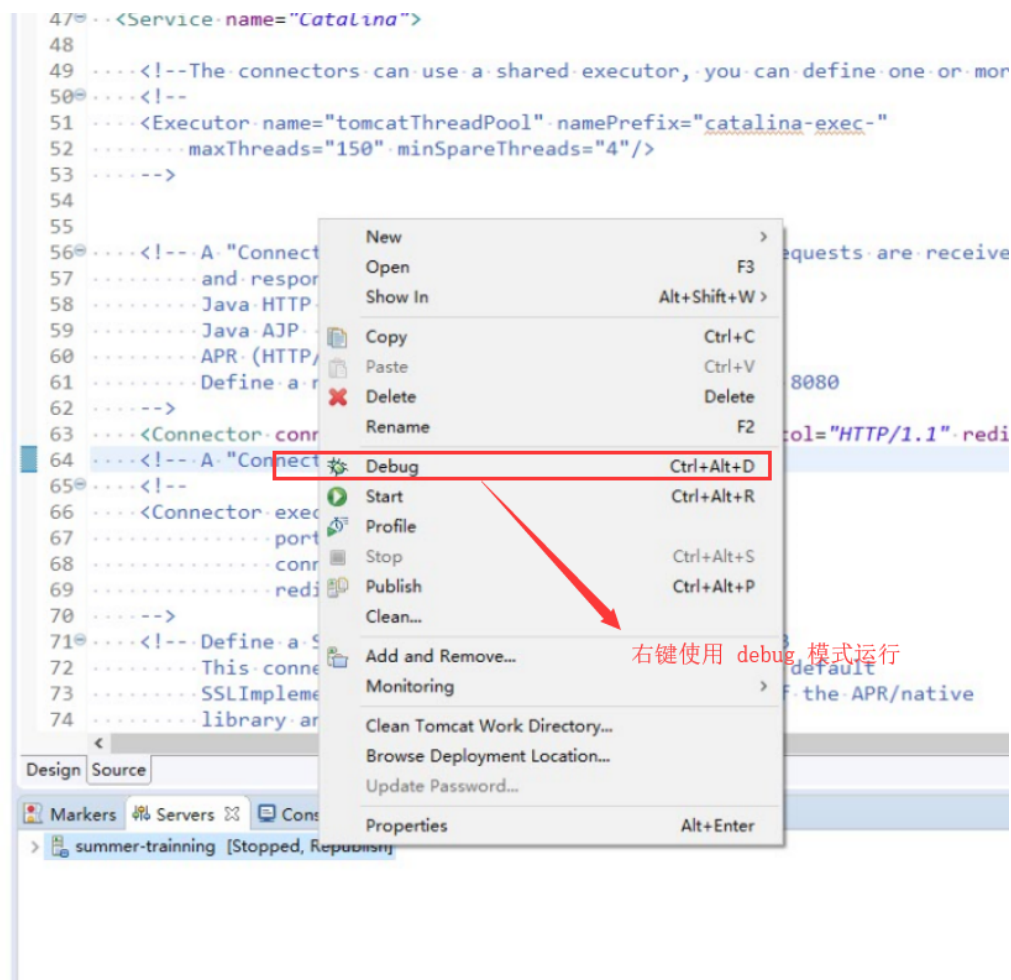 47 <Service name="Catalina">
48
49 <!--The connectors can use a shared executor, you can define one or mor
50 <!--
51 <Executor name="tomcatThreadPool" namePrefix="catalina-exec-"
52 maxThreads="150" minSpareThreads="4"/>
53 -->
54
55
56 <!-- A "Connect equests are receive
57 and respor
58 Java HTTP
59 Java AJP
60 APR (HTTP/
61 Define a n 8080
62 -->
63 <Connector conn col="HTTP/1.1" redi
64 <!-- A "Connect
65 <!--
66 <Connector exec
67 port
68 conn
69 redi
70 -->
71 <!-- Define a S 3
72 This conne default
73 SSLImpleme f the APR/native
74 library an
New
Open F3
Show In Alt+Shift+W
Copy Ctrl+C
Paste Ctrl+V
Delete Delete
Rename F2
Debug Ctrl+Alt+D
Start Ctrl+Alt+R
Profile
Stop Ctrl+Alt+S
Publish Ctrl+Alt+P
Clean...
Add and Remove...
Monitoring
Clean Tomcat Work Directory...
Browse Deployment Location...
Update Password...
Properties Alt+Enter
右键使用 debug 模式运行
Design Source
Markers Servers Cons
summer-trainning [Stopped, Republish]